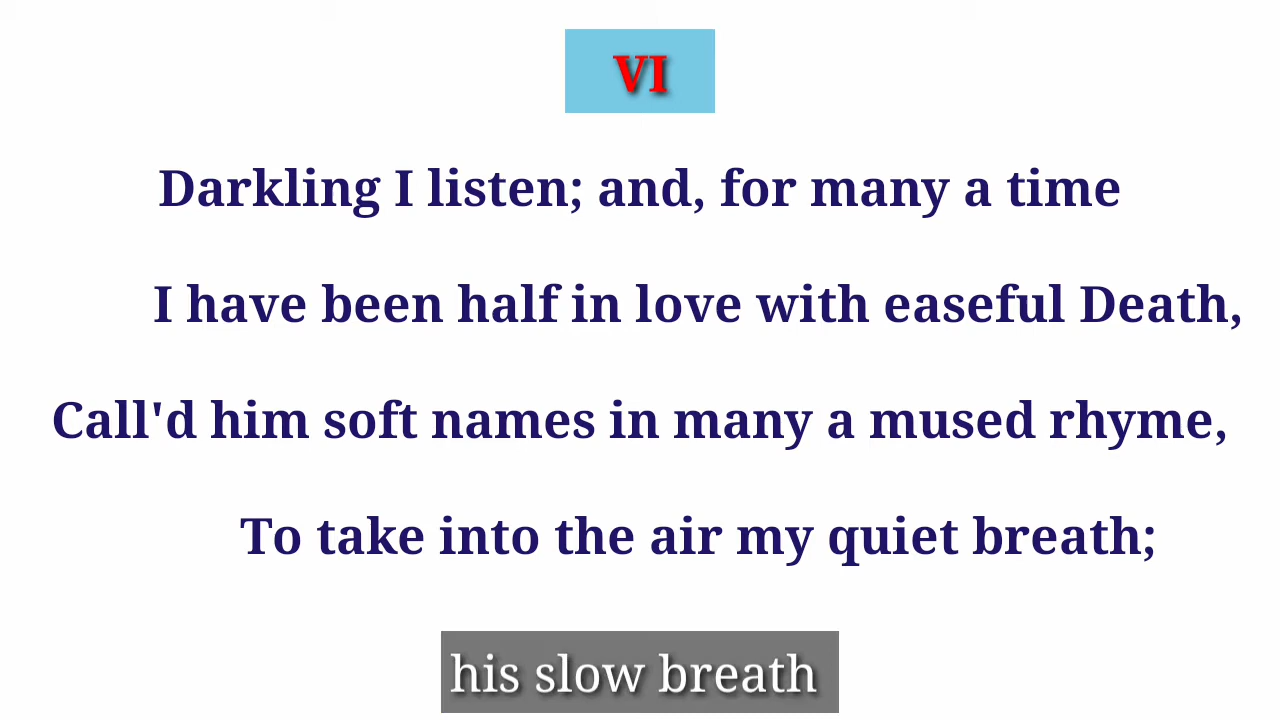 VI
Darkling I listen; and, for many a time
I have been half in love with easeful Death,
Call'd him soft names in many a mused rhyme,
To take into the air my quiet breath;
his slow breath